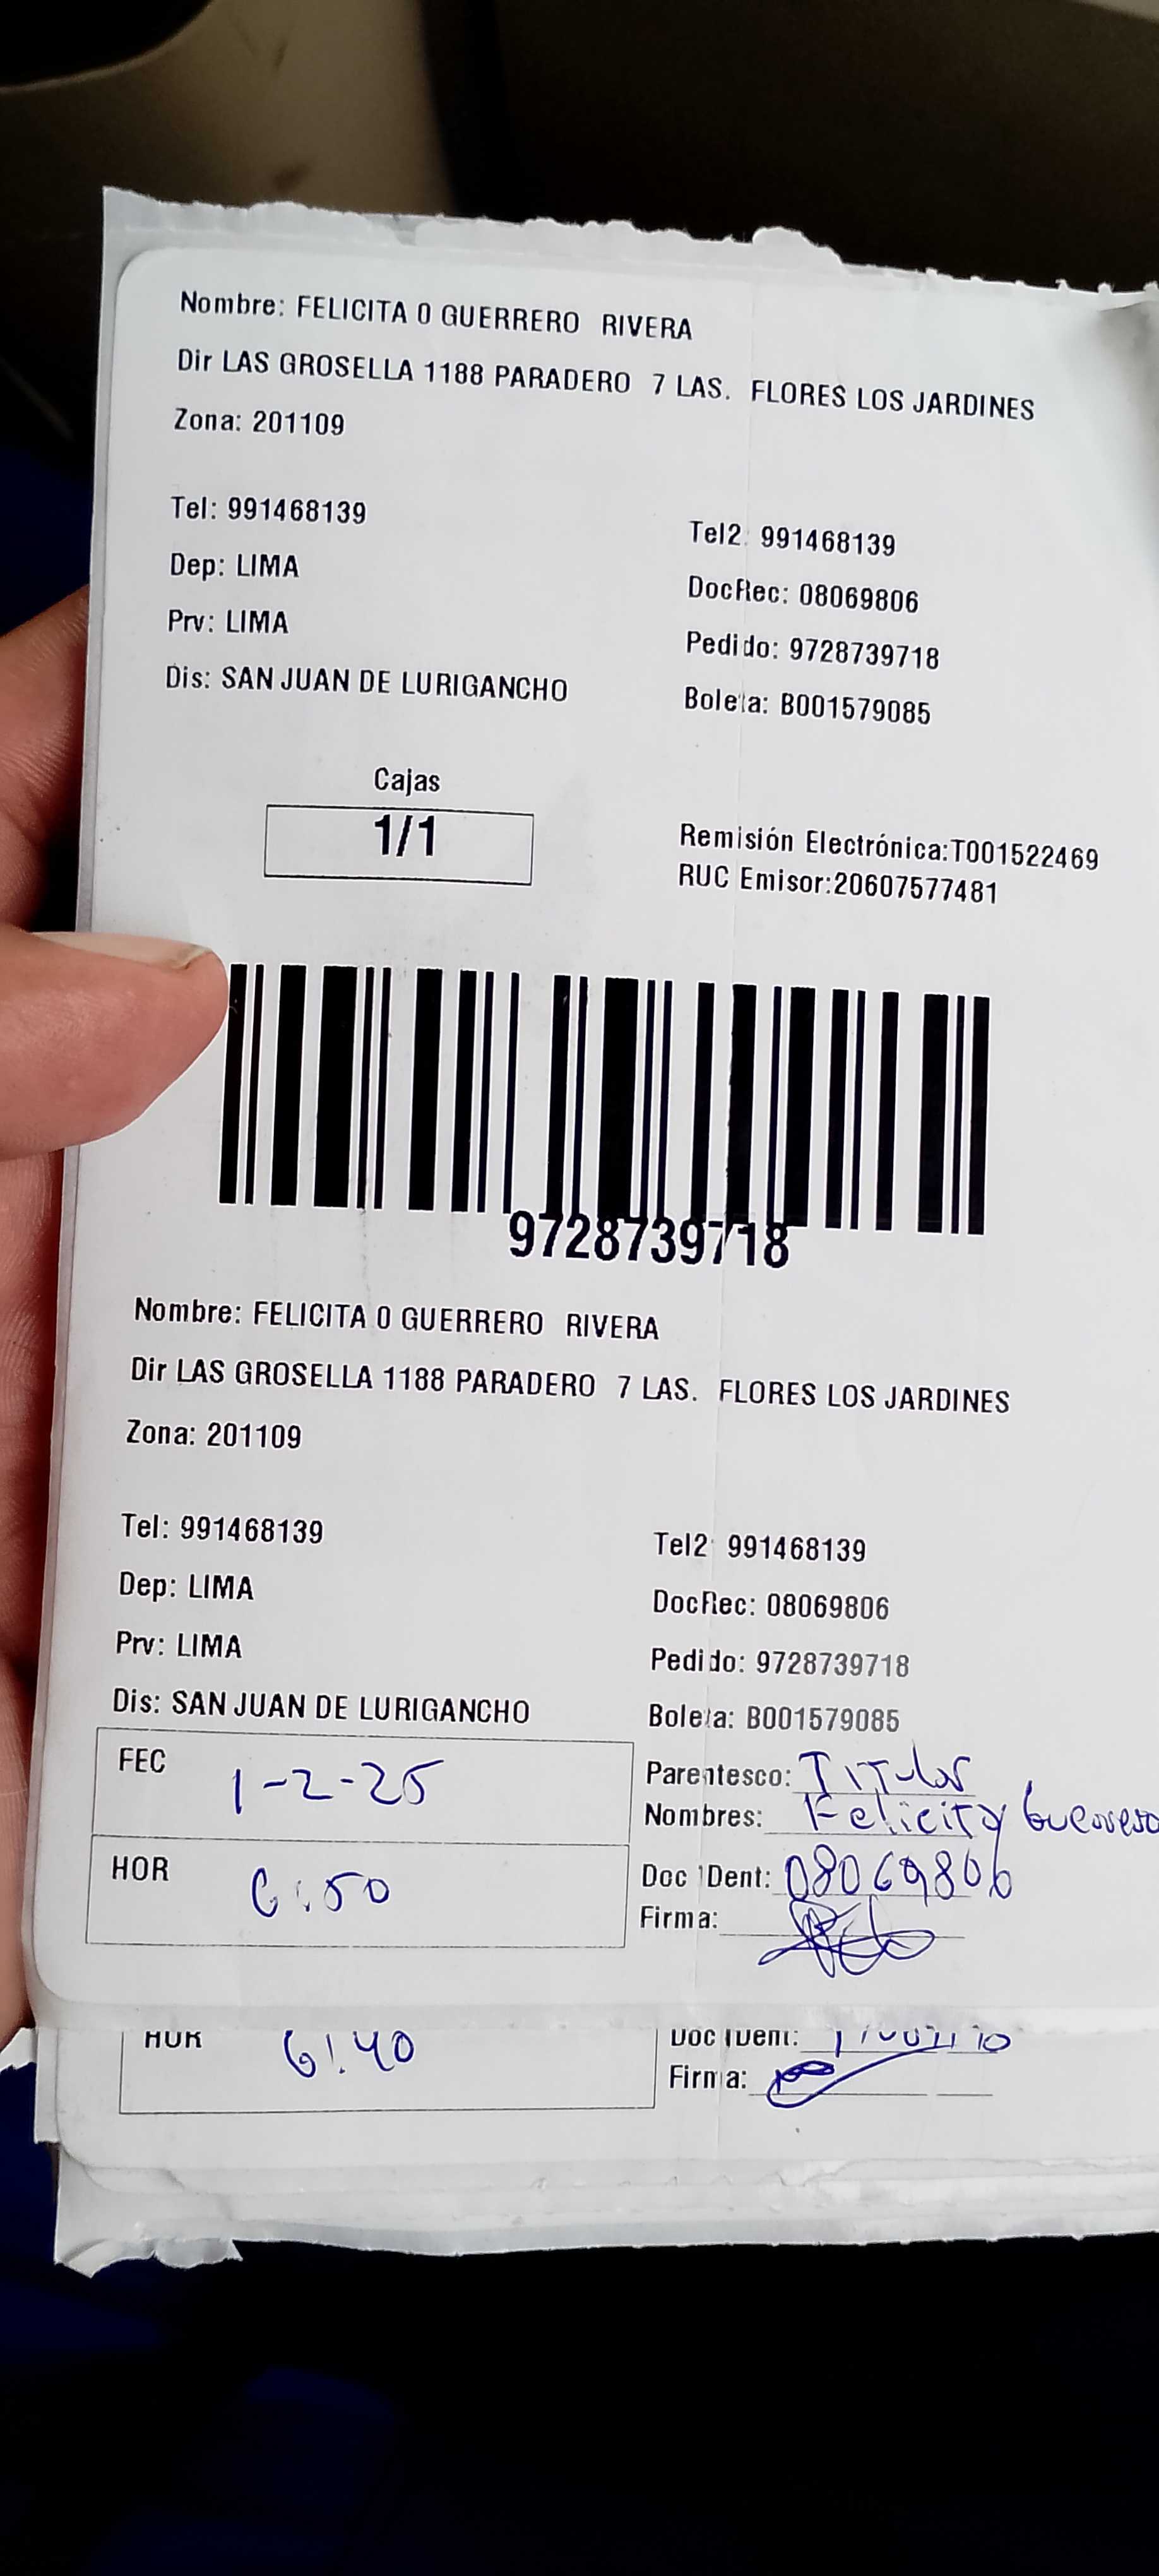 Nombre: FELICITA 0 GUERRERO RIVERA
Dir LAS GROSELLA 1188 PARADERO 7 LAS. FLORES LOS JARDINES
Zona: 201109
Tel: 991468139
Tel2: 991468139
Dep: LIMA
DocRec: 08069806
Prv: LIMA
Pedido: 9728739718
Dis: SAN JUAN DE LURIGANCHO
Boleta: B001579085
Cajas
1/1
Remisión Electrónica:T001522469
RUC Emisor:20607577481
9728739718
Nombre: FELICITA 0 GUERRERO RIVERA
Dir LAS GROSELLA 1188 PARADERO 7 LAS. FLORES LOS JARDINES
Zona: 201109
Tel: 991468139
Tel2: 991468139
Dep: LIMA
DocRec: 08069806
Prv: LIMA
Pedido: 9728739718
Dis: SAN JUAN DE LURIGANCHO
Boleta: B001579085
FEC 1-2-25
Parentesco: Titular
Nombres: Felicity Guerrero
HOR 6:50
Doc IDent: 08069806
Firma:
HOR 6:40
Doc IDent:
Firma: